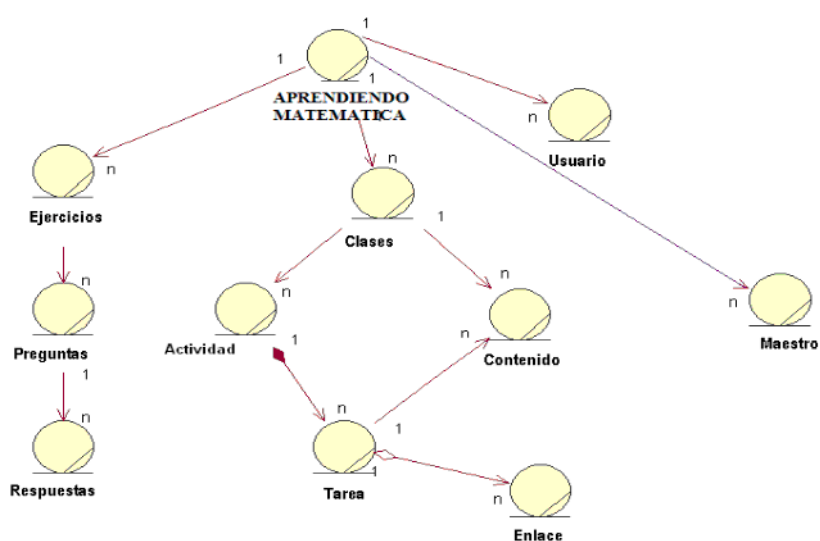 1
1
1
APRENDIENDO
MATEMATICA
n
Usuario
n
n
Ejercicios
1
Clases
n
n
n
n
Preguntas
Actividad
1
n
Contenido
Maestro
1
n
n
1
Respuestas
1
Tarea
n
Enlace